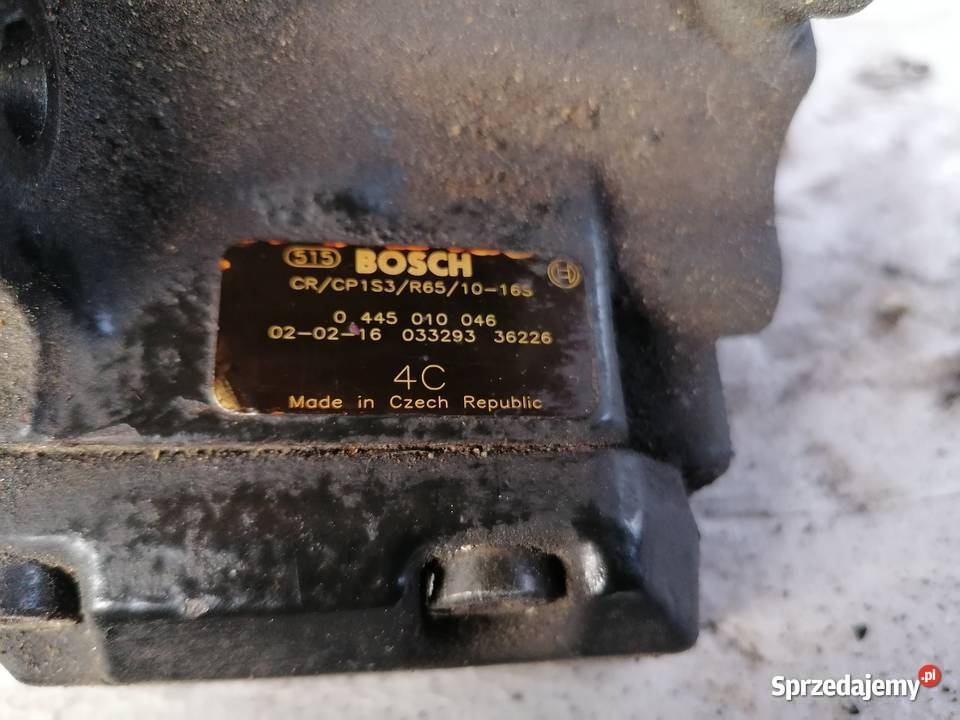 515 BOSCH
CR/CP1S3/R65/10-16S
0 445 010 046
02-02-16 033293 36226
4C
Made in Czech Republic
Sprzedajemy.pl